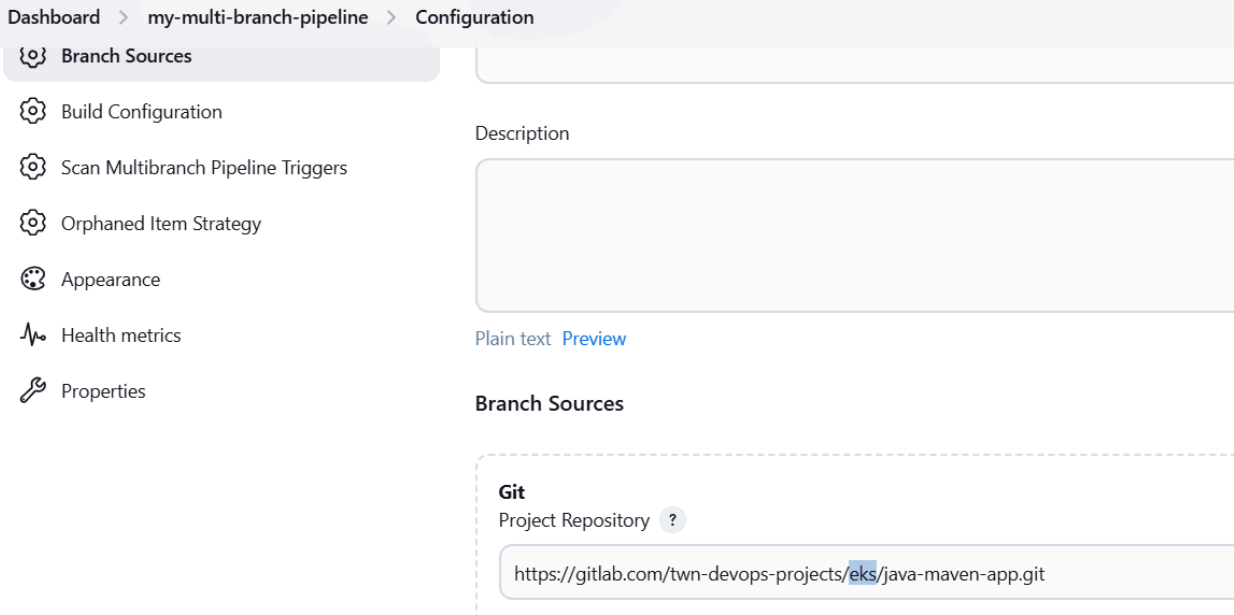 Dashboard > my-multi-branch-pipeline > Configuration
Branch Sources
Build Configuration
Scan Multibranch Pipeline Triggers
Orphaned Item Strategy
Appearance
Health metrics
Properties
Description
Plain text Preview
Branch Sources
Git
Project Repository ?
https://gitlab.com/twn-devops-projects/eks/java-maven-app.git